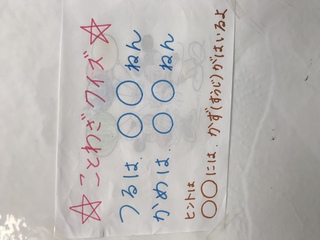 ☆ことわざクイズ☆
つるは ○○ねん
かめは ○○ねん
ヒントは
○○には、かず(すうじ)がはいるよ